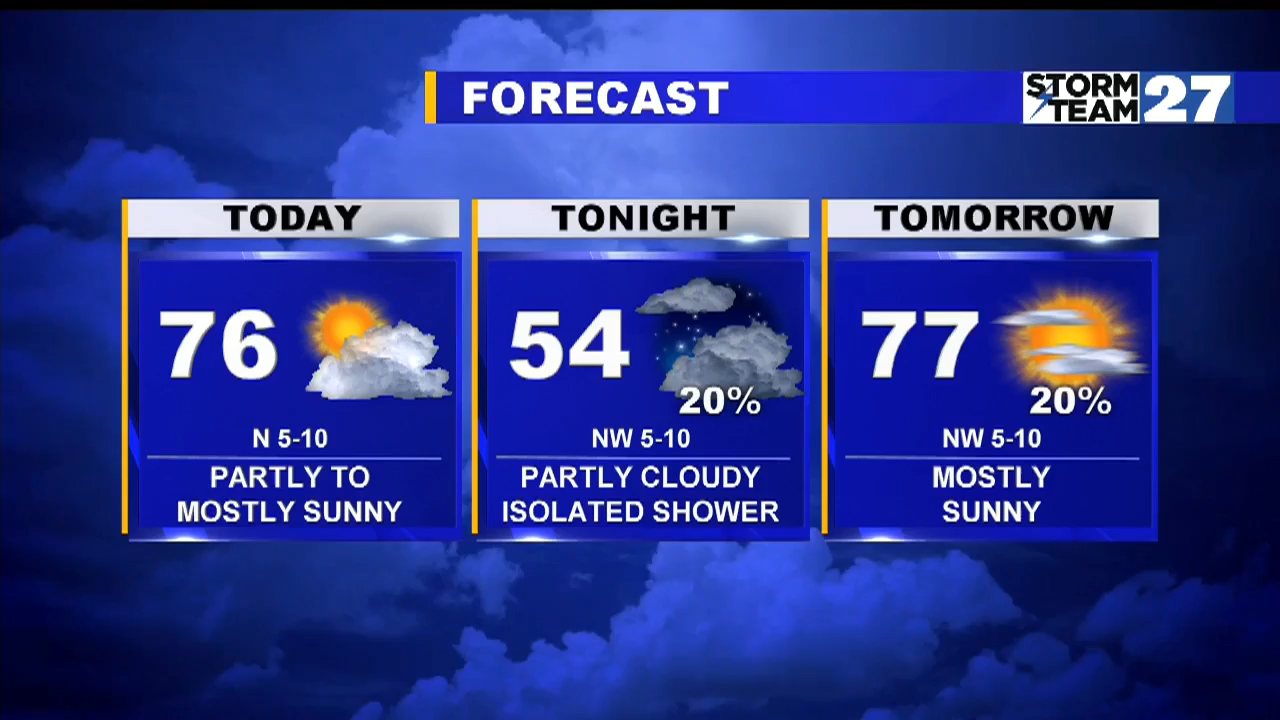 FORECAST
STORM
TEAM
27
TODAY
76
N 5-10
PARTLY TO
MOSTLY SUNNY
TONIGHT
54
20%
NW 5-10
PARTLY CLOUDY
ISOLATED SHOWER
TOMORROW
77
20%
NW 5-10
MOSTLY
SUNNY